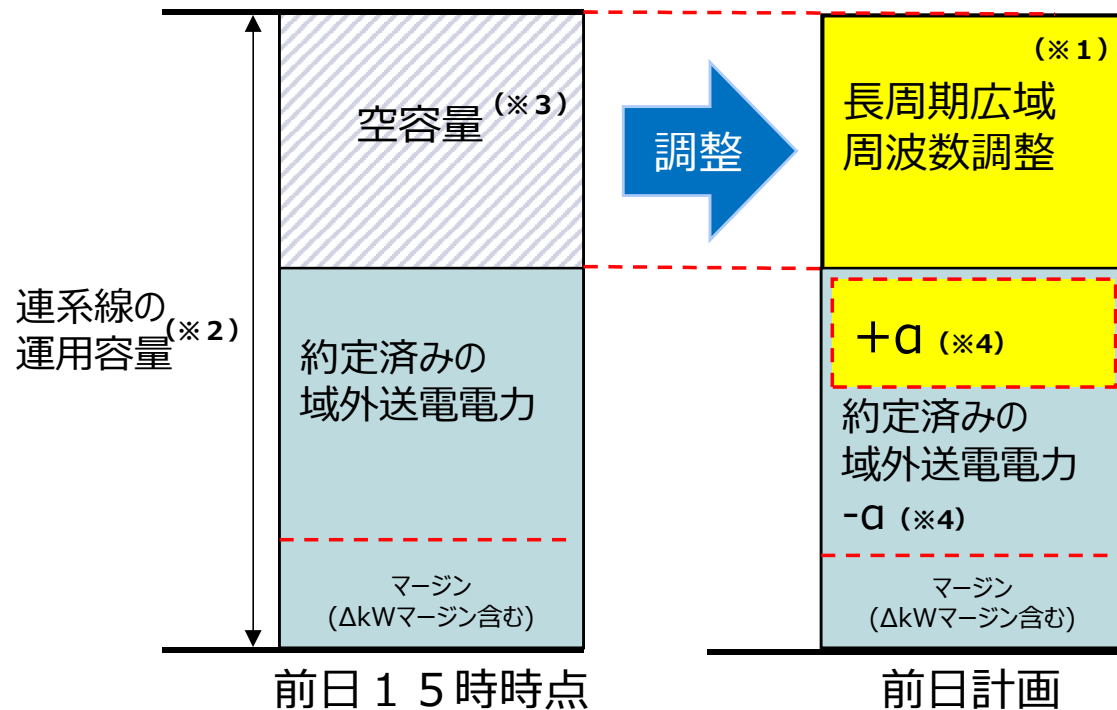 連系線の
運用容量(※2)
空容量(※3)
約定済みの
域外送電電力
マージン
(ΔkWマージン含む)
前日15時時点
調整
(※1)
長周期広域
周波数調整
+α (※4)
約定済みの
域外送電電力
-α (※4)
マージン
(ΔkWマージン含む)
前日計画